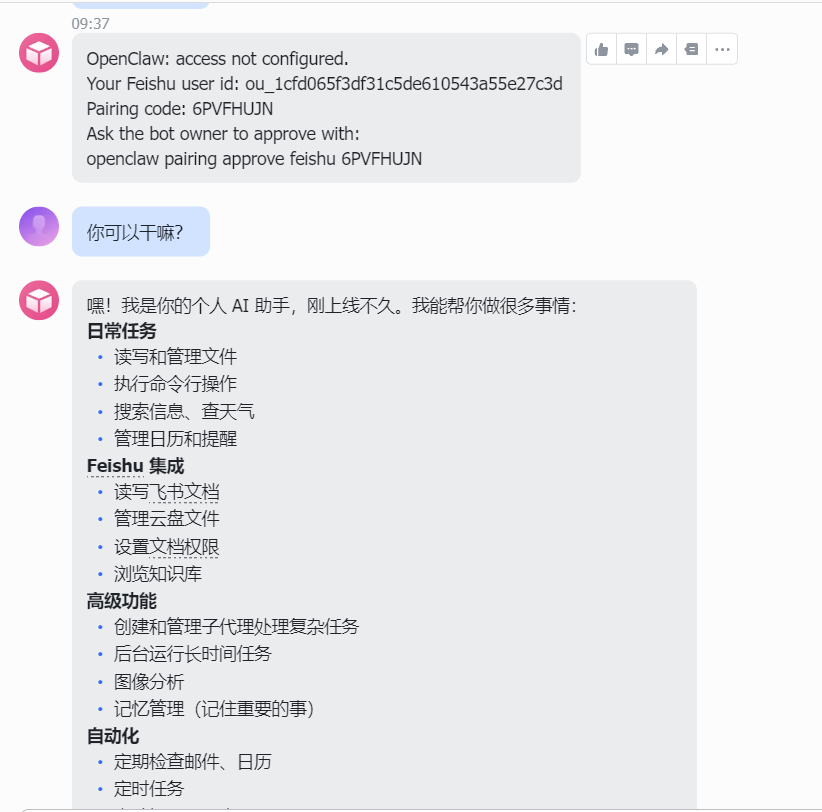 09:37
OpenClaw: access not configured.
Your Feishu user id: ou_1cfd065f3df31c5de610543a55e27c3d
Pairing code: 6PVFHUJN
Ask the bot owner to approve with:
openclaw pairing approve feishu 6PVFHUJN
你可以干嘛?
嘿！我是你的个人 AI 助手，刚上线不久。我能帮你做很多事情：
日常任务
• 读写和管理文件
• 执行命令行操作
• 搜索信息、查天气
• 管理日历和提醒
Feishu 集成
• 读写飞书文档
• 管理云盘文件
• 设置文档权限
• 浏览知识库
高级功能
• 创建和管理子代理处理复杂任务
• 后台运行长时间任务
• 图像分析
• 记忆管理（记住重要的事）
自动化
• 定期检查邮件、日历
• 定时任务